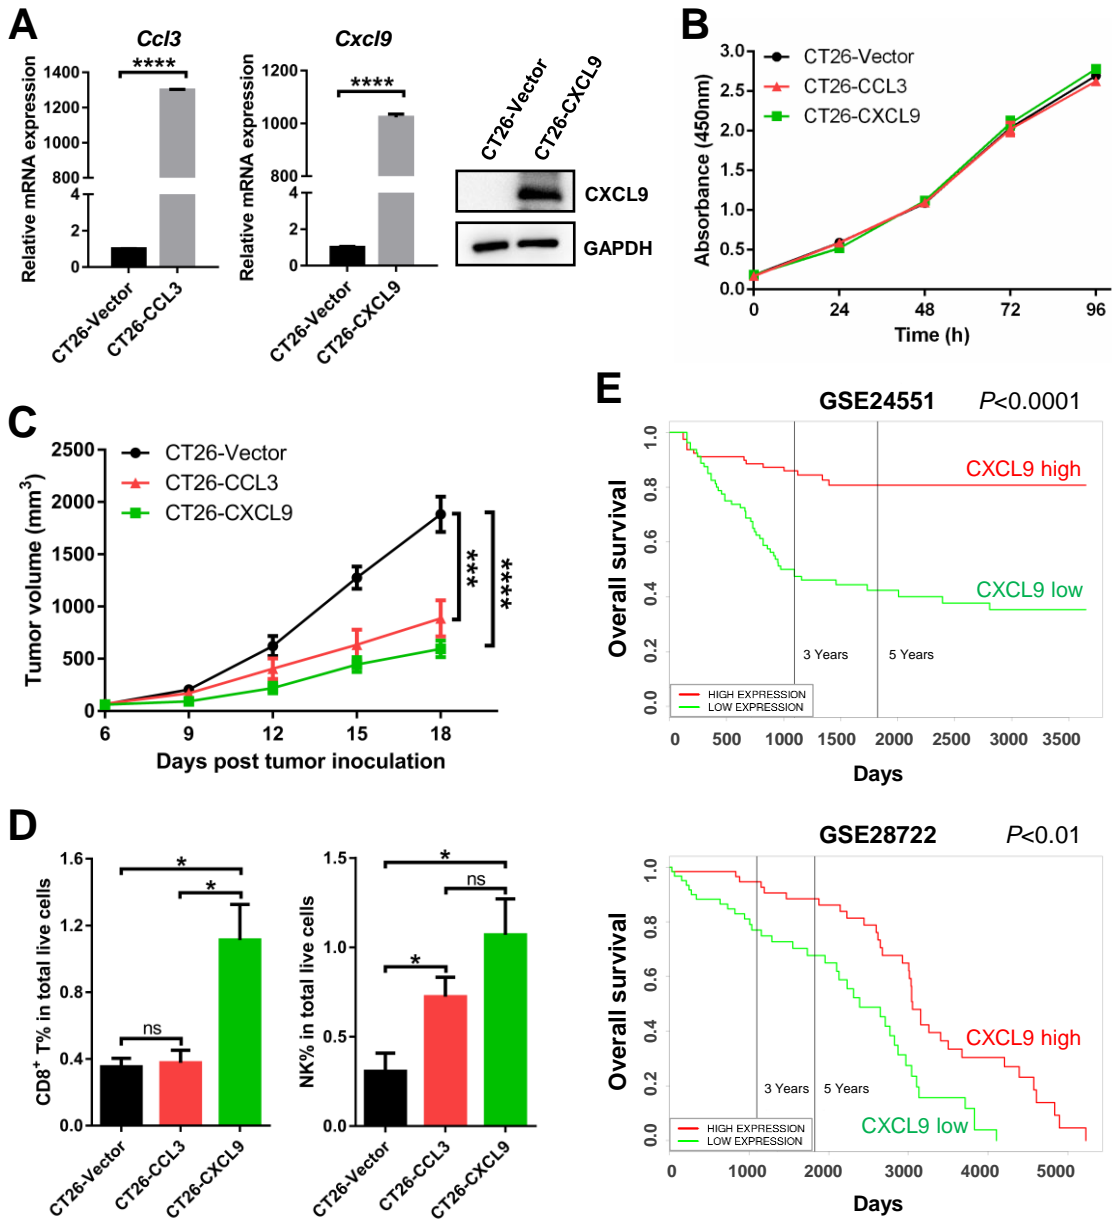 A
Ccl3
Relative mRNA expression
1400
1200
1000
800
4
2
0
****
CT26-Vector
CT26-CCL3
Cxcl9
Relative mRNA expression
1200
1000
800
4
2
0
****
CT26-Vector
CT26-CXCL9
CT26-Vector
CT26-CXCL9
CXCL9
GAPDH
B
CT26-Vector
CT26-CCL3
CT26-CXCL9
Absorbance (450nm)
3.0
2.5
2.0
1.5
1.0
0.5
0.0
0 24 48 72 96
Time (h)
C
CT26-Vector
CT26-CCL3
CT26-CXCL9
Tumor volume (mm³)
2500
2000
1500
1000
500
0
***
****
6 9 12 15 18
Days post tumor inoculation
D
CD8⁺ T% in total live cells
1.6
1.2
0.8
0.4
0.0
*
*
ns
CT26-Vector
CT26-CCL3
CT26-CXCL9
NK% in total live cells
1.5
1.0
0.5
0.0
*
ns
*
CT26-Vector
CT26-CCL3
CT26-CXCL9
E
GSE24551 P<0.0001
Overall survival
1.0
0.8
0.6
0.4
0.2
0.0
CXCL9 high
CXCL9 low
3 Years
5 Years
HIGH EXPRESSION
LOW EXPRESSION
0 500 1000 1500 2000 2500 3000 3500
Days
GSE28722 P<0.01
Overall survival
1.0
0.8
0.6
0.4
0.2
0.0
CXCL9 high
3 Years
5 Years
CXCL9 low
HIGH EXPRESSION
LOW EXPRESSION
0 1000 2000 3000 4000 5000
Days